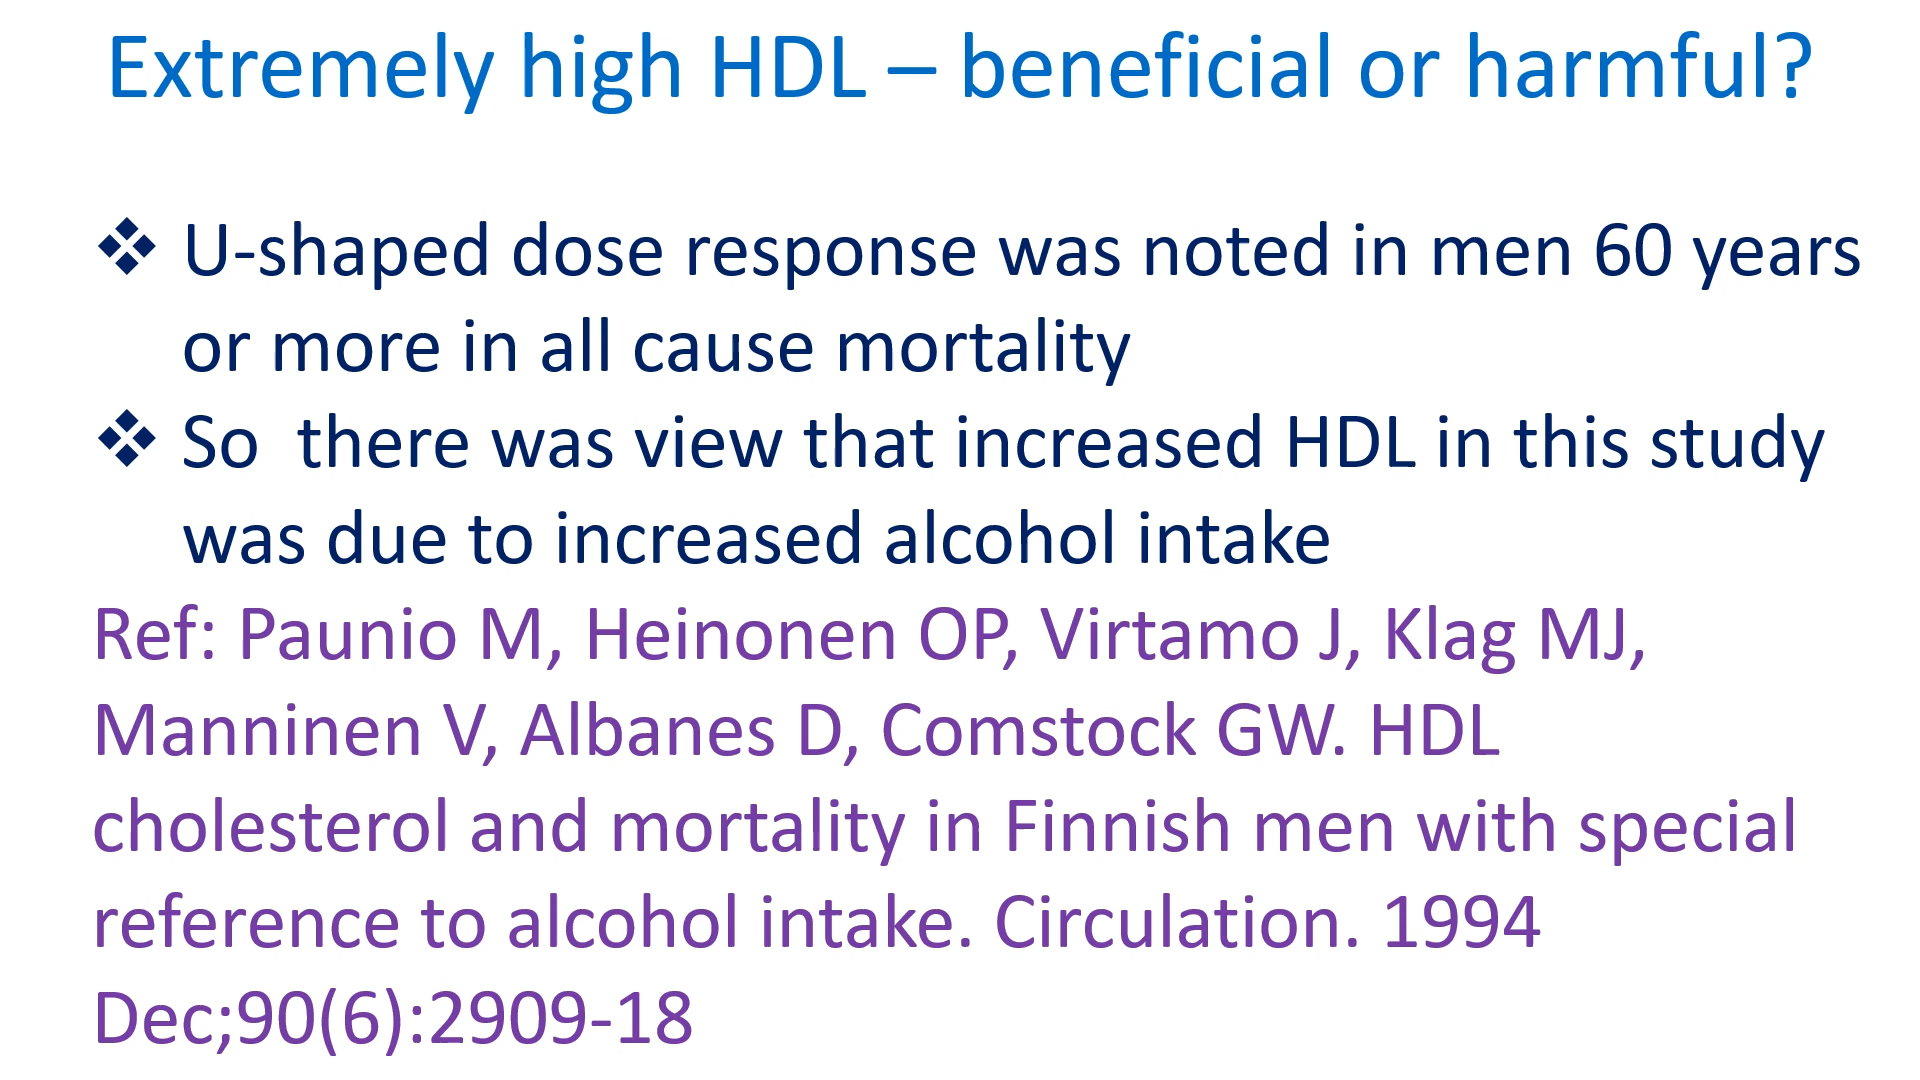 Extremely high HDL – beneficial or harmful?
❖ U-shaped dose response was noted in men 60 years
or more in all cause mortality
❖ So  there was view that increased HDL in this study
was due to increased alcohol intake
Ref: Paunio M, Heinonen OP, Virtamo J, Klag MJ,
Manninen V, Albanes D, Comstock GW. HDL
cholesterol and mortality in Finnish men with special
reference to alcohol intake. Circulation. 1994
Dec;90(6):2909-18